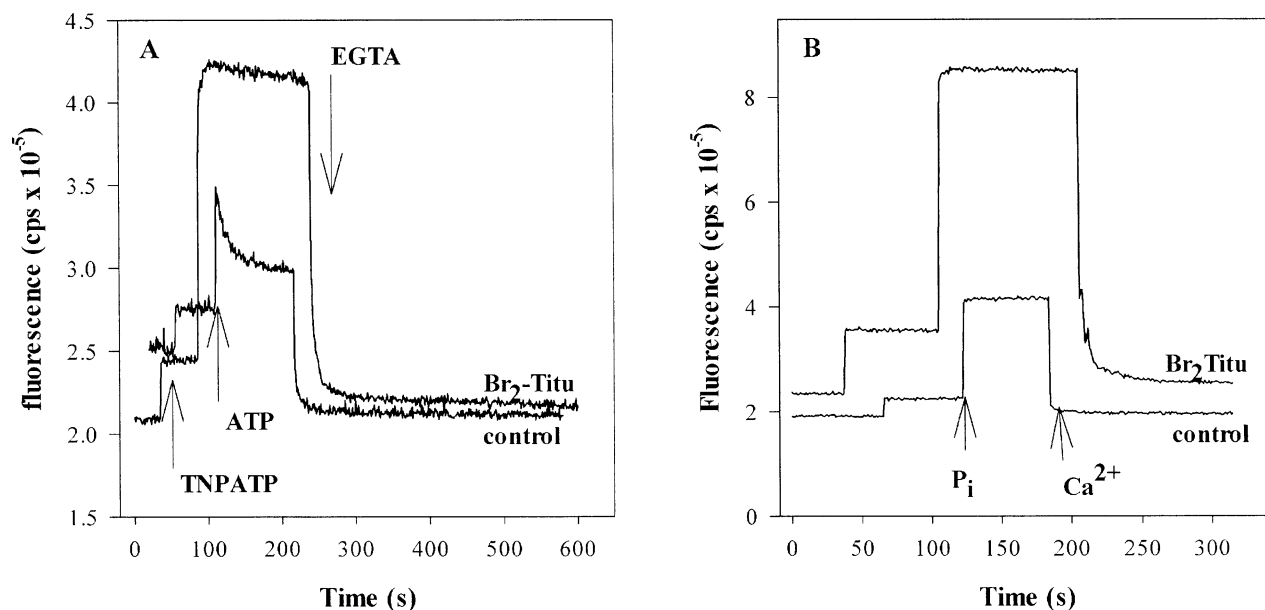 A
EGTA
fluorescence (cps x 10-5)
4.5
4.0
3.5
3.0
2.5
2.0
1.5
Br2-Titu
control
ATP
TNPATP
0 100 200 300 400 500 600
Time (s)
B
Fluorescence (cps x 10-5)
8
6
4
2
0
Br2Titu
control
Pi
Ca2+
0 50 100 150 200 250 300
Time (s)